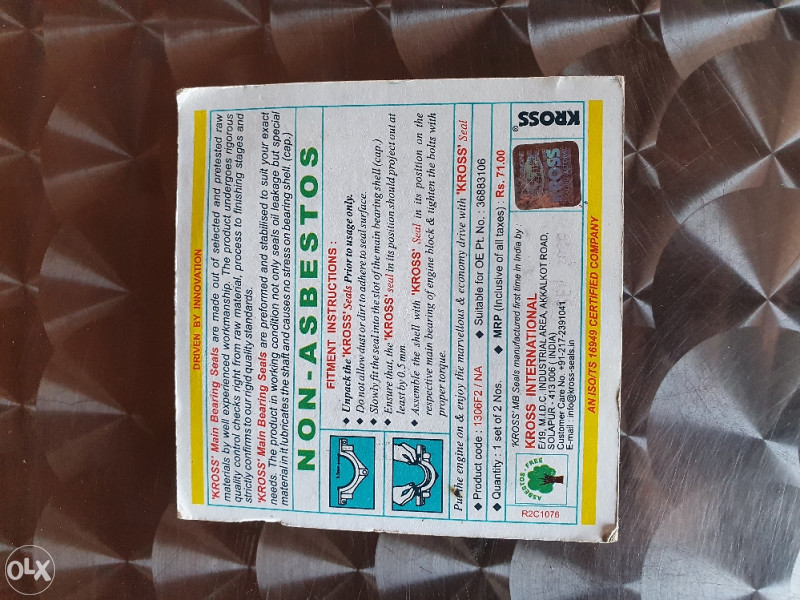 DRIVEN BY INNOVATION
'KROSS' Main Bearing Seals are made out of selected and pretested raw
materials by well experienced workmanship. The product undergoes rigorous
quality control checks right from raw material, process to finishing stages and
strictly confirms to our rigid quality standards.
'KROSS' Main Bearing Seals are preformed and stabilised to suit your exact
needs. The product in working condition not only seals oil leakage but special
material in it lubricates the shaft and causes no stress on bearing shell. (cap.)
NON-ASBESTOS
FITMENT INSTRUCTIONS :
Unpack the 'KROSS' Seals Prior to usage only.
Do not allow dust or dirt to adhere to seal surface.
Slowly fit the seal into the slot of the main bearing shell (cap.)
Ensure that, the 'KROSS' seal in its position should project out at
least by 0.5 mm.
Assemble the shell with 'KROSS' Seal in its position on the
respective main bearing of engine block & tighten the bolts with
proper torque.
Put the engine on & enjoy the marvellous & economy drive with 'KROSS' Seal
◆ Product code : 1306F2 / NA ◆ Suitable for OE Pt. No. : 36883106
◆ Quantity : 1 set of 2 Nos. ◆ MRP (Inclusive of all taxes) : Rs. 71.00
ASBESTOS FREE
R2C1076
'KROSS' MB Seals manufactured first time in India by.
KROSS INTERNATIONAL
E/19, M.I.D.C. INDUSTRIAL AREA, AKKALKOT ROAD,
SOLAPUR - 413 006 ( INDIA)
Customer Care No. +91-217-2391041
E-mail : info@kross-seals.in
KROSS
KROSS®
AN ISO/TS 16949 CERTIFIED COMPANY
OLX